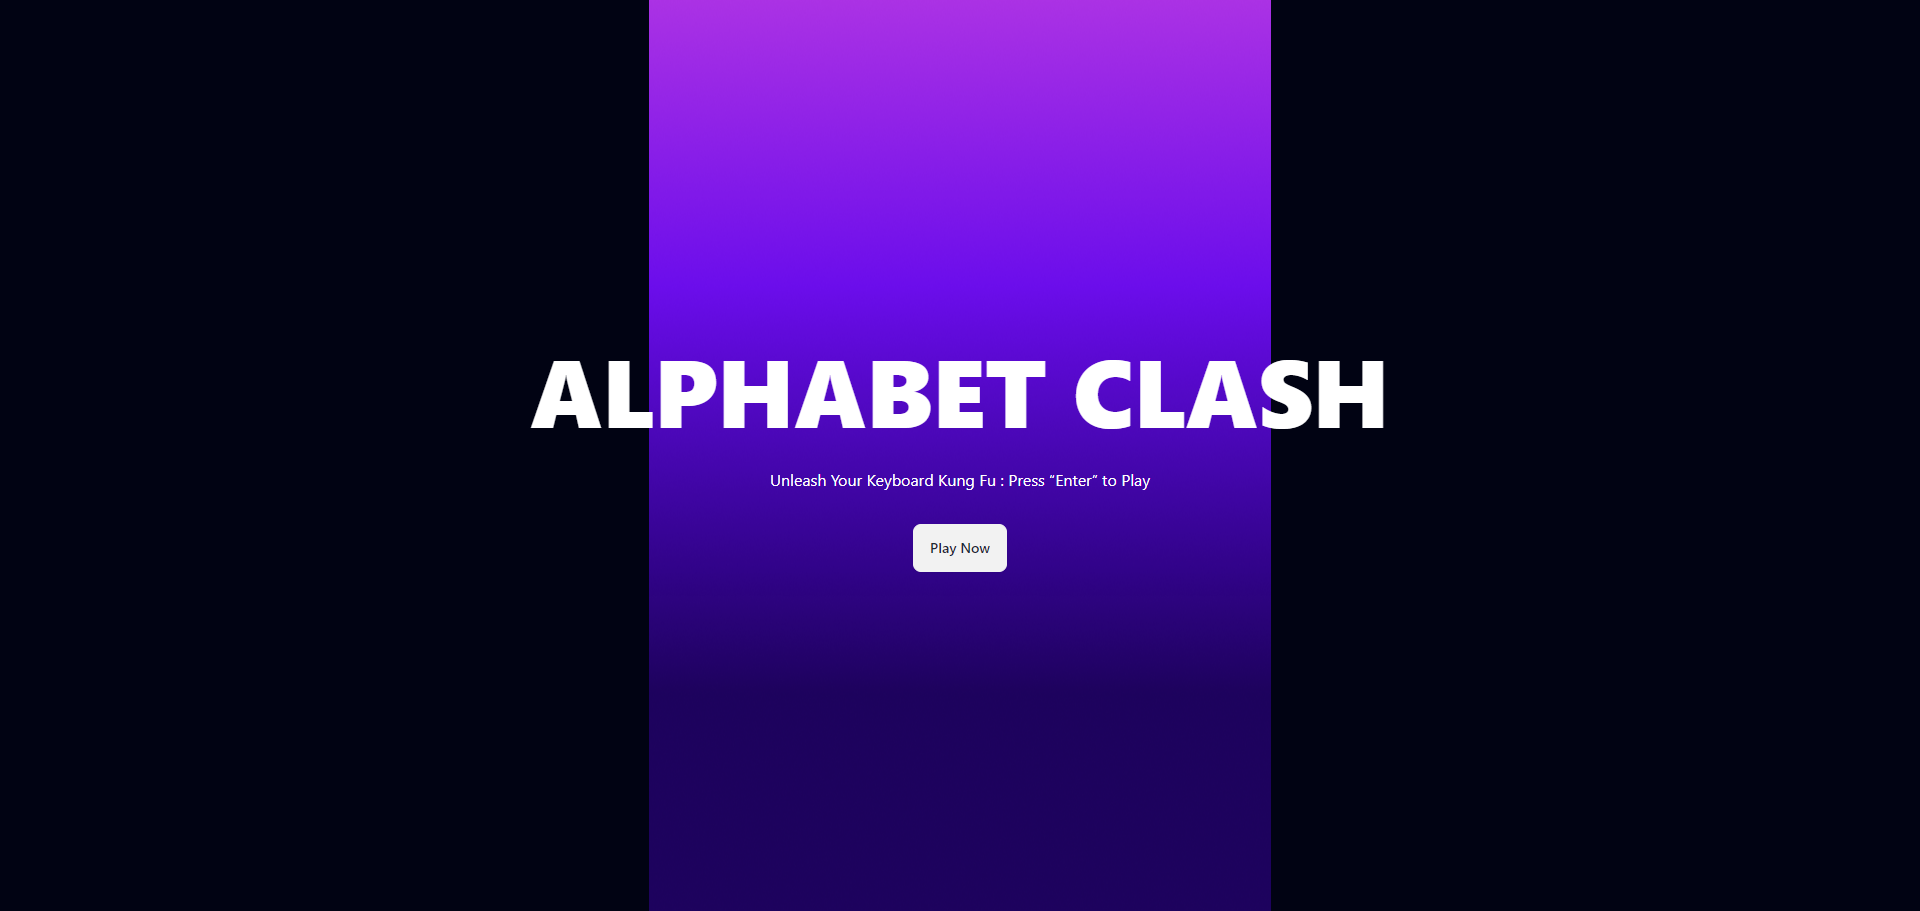 ALPHABET CLASH
Unleash Your Keyboard Kung Fu : Press “Enter” to Play
Play Now